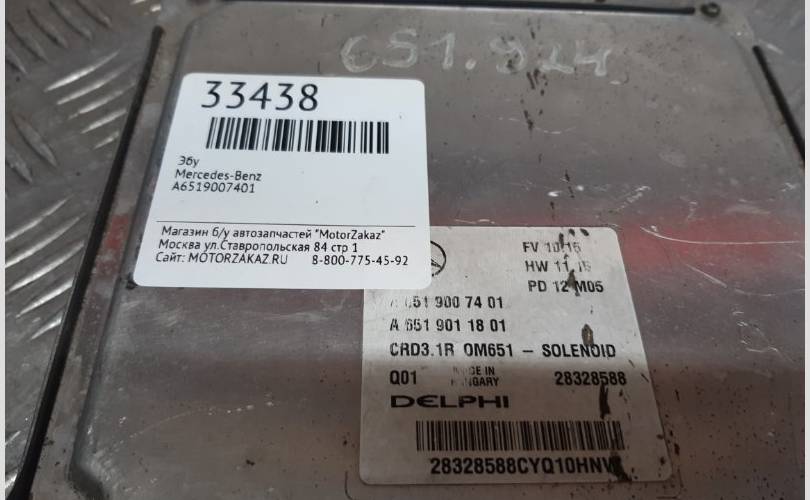 651.924
33438
Эбу
Mercedes-Benz
A6519007401
Магазин б/у автозапчастей "MotorZakaz"
Москва ул.Ставропольская 84 стр 1
Сайт: MOTORZAKAZ.RU 8-800-775-45-92
FV 10/15
HW 11.15
PD 12 M05
A 651 900 74 01
A 651 901 18 01
CRD3.1R OM651 - SOLENOID
Q01 MADE IN HUNGARY 28328588
DELPHI
28328588CYQ10HNV